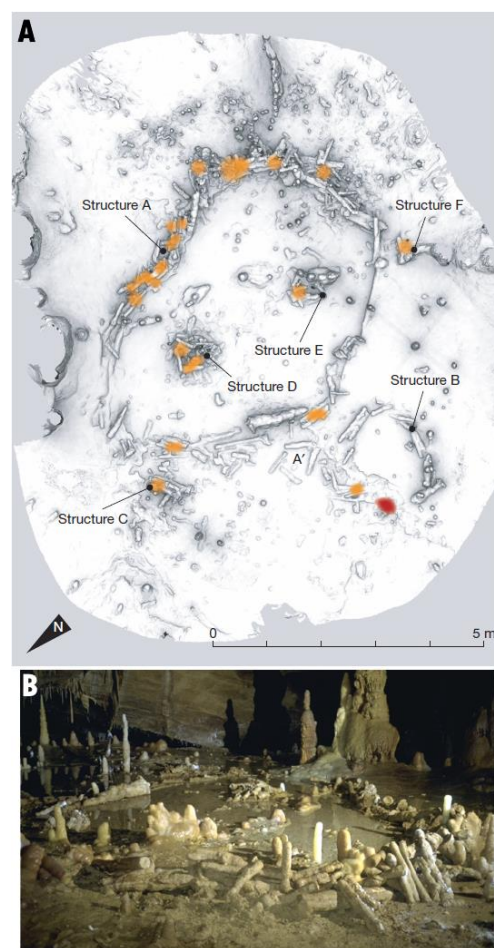 A
Structure A
Structure F
Structure E
Structure B
Structure D
A′
Structure C
N
0
5 m
B